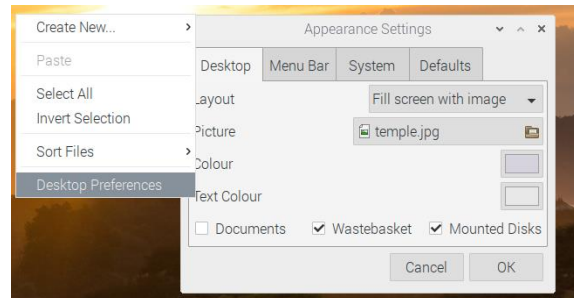 Create New...
Paste
Select All
Invert Selection
Sort Files
Desktop Preferences
Appearance Settings
Desktop Menu Bar System Defaults
Layout Fill screen with image
Picture temple.jpg
Colour
Text Colour
Documents Wastebasket Mounted Disks
Cancel OK